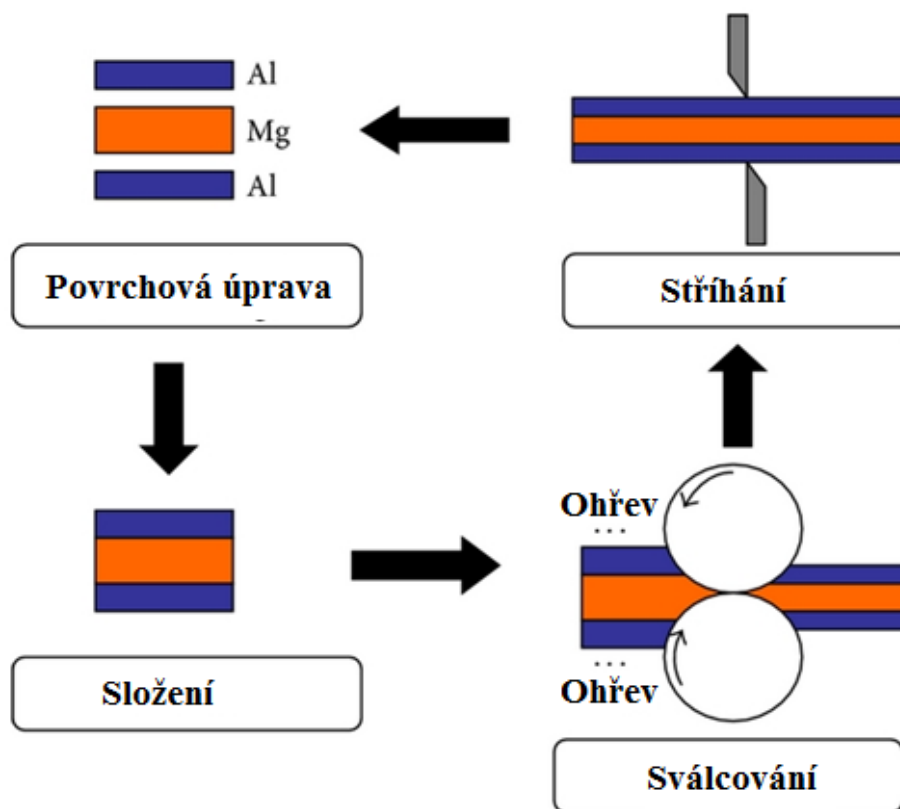 Al
Mg
Al
Povrchová úprava
Stříhání
Složení
Ohřev
...
...
Ohřev
Sválcování